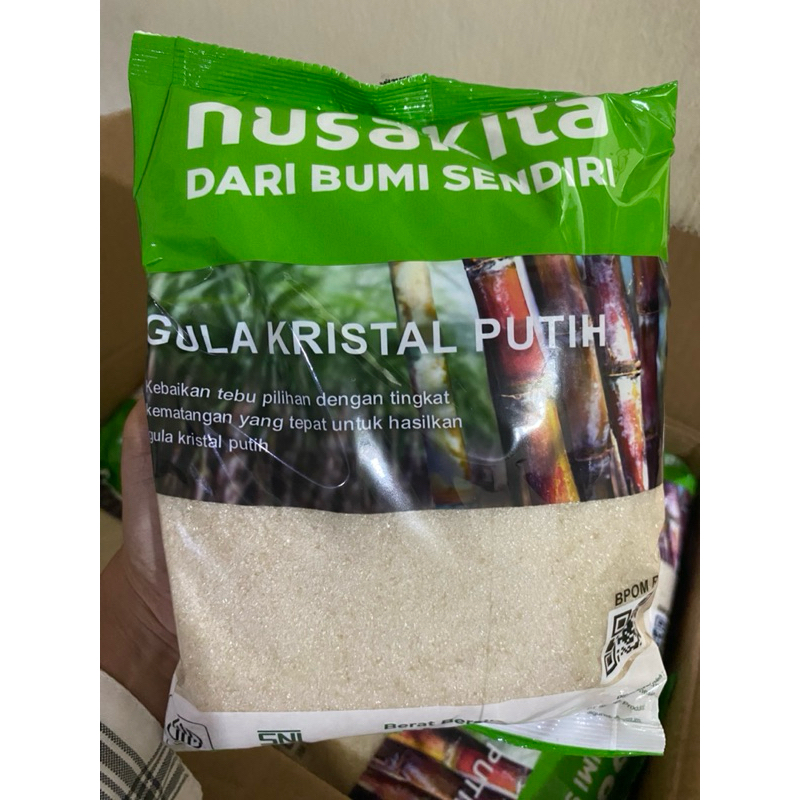 nusakita
DARI BUMI SENDIRI
GULA KRISTAL PUTIH
Kebaikan tebu pilihan dengan tingkat
kematangan yang tepat untuk hasilkan
gula kristal putih
BPOM
SNI
Berat